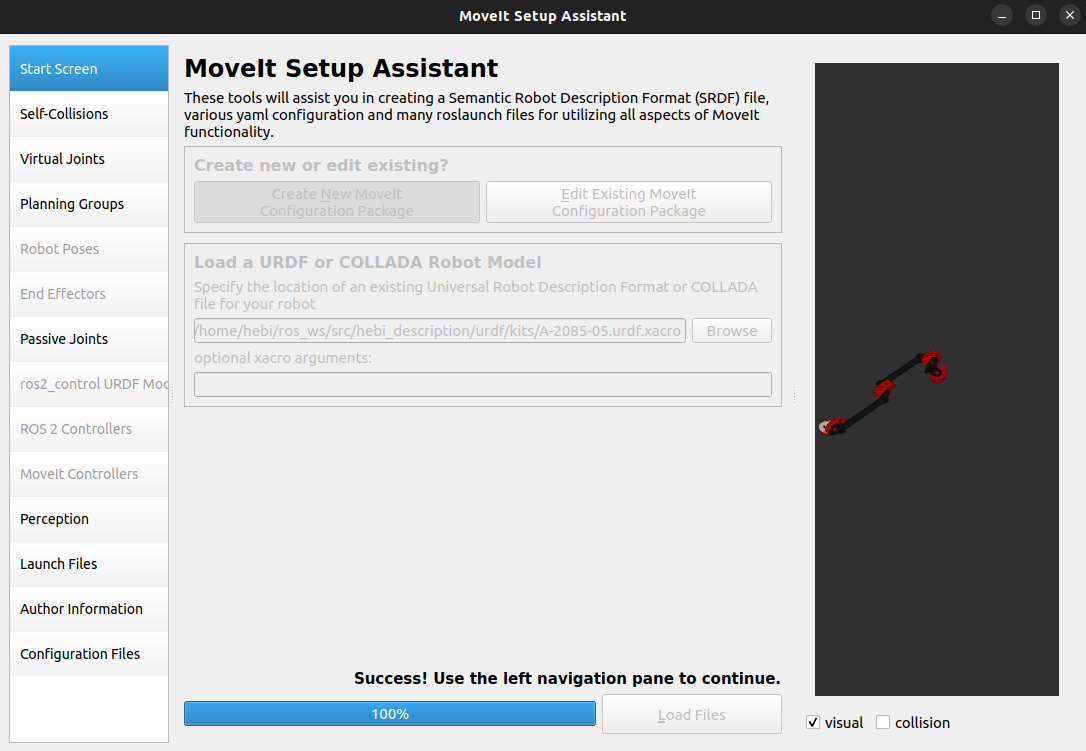 MoveIt Setup Assistant
Start Screen
Self-Collisions
Virtual Joints
Planning Groups
Robot Poses
End Effectors
Passive Joints
ros2_control URDF Mod
ROS 2 Controllers
MoveIt Controllers
Perception
Launch Files
Author Information
Configuration Files
MoveIt Setup Assistant
These tools will assist you in creating a Semantic Robot Description Format (SRDF) file,
various yaml configuration and many roslaunch files for utilizing all aspects of MoveIt
functionality.
Create new or edit existing?
Create New MoveIt
Configuration Package
Edit Existing MoveIt
Configuration Package
Load a URDF or COLLADA Robot Model
Specify the location of an existing Universal Robot Description Format or COLLADA
file for your robot
/home/hebi/ros_ws/src/hebi_description/urdf/kits/A-2085-05.urdf.xacro
Browse
optional xacro arguments:
Success! Use the left navigation pane to continue.
100%
Load Files
visual
collision